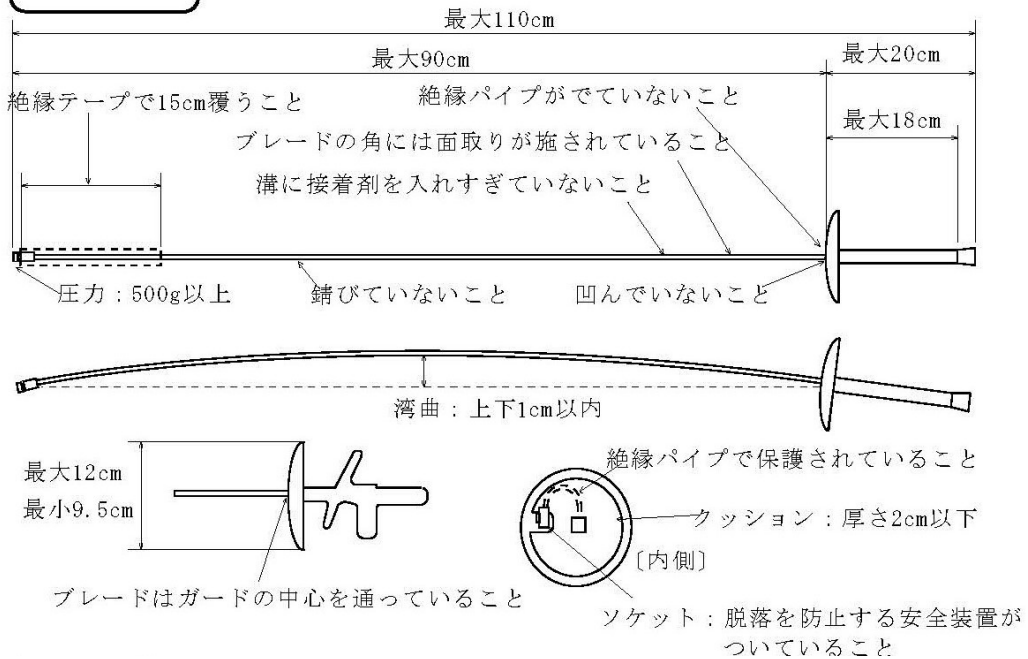 最大110cm
最大90cm
最大20cm
絶縁テープで15cm覆うこと
絶縁パイプがでていないこと
最大18cm
ブレードの角には面取りが施されていること
溝に接着剤を入れすぎていないこと
圧力：500g以上
錆びていないこと
凹んでいないこと
湾曲：上下1cm以内
最大12cm
最小9.5cm
絶縁パイプで保護されていること
クッション：厚さ2cm以下
〔内側〕
ブレードはガードの中心を通っていること
ソケット：脱落を防止する安全装置が
ついていること